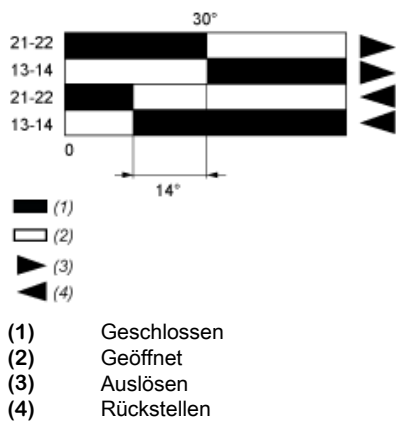 30°
21-22
13-14
21-22
13-14
0
14°
(1)
(2)
(3)
(4)
(1) Geschlossen
(2) Geöffnet
(3) Auslösen
(4) Rückstellen